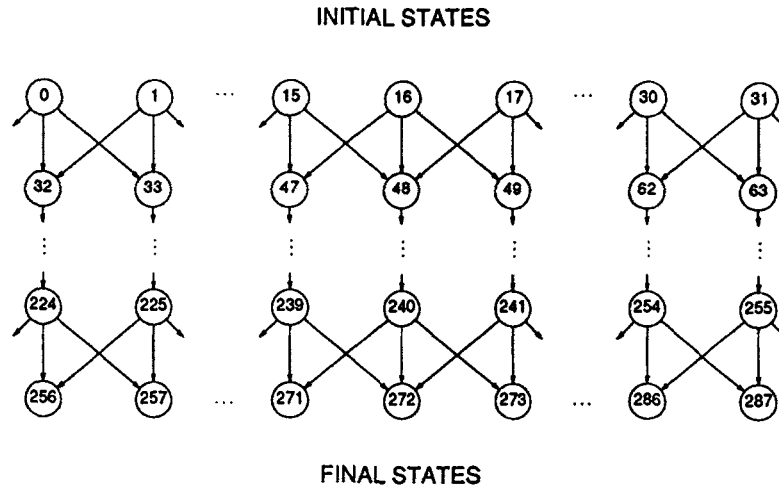 INITIAL STATES
0 1 ... 15 16 17 ... 30 31
32 33 47 48 49 62 63
⋮ ⋮ ⋮ ⋮ ⋮ ⋮ ⋮
224 225 239 240 241 254 255
256 257 ... 271 272 273 ... 286 287
FINAL STATES